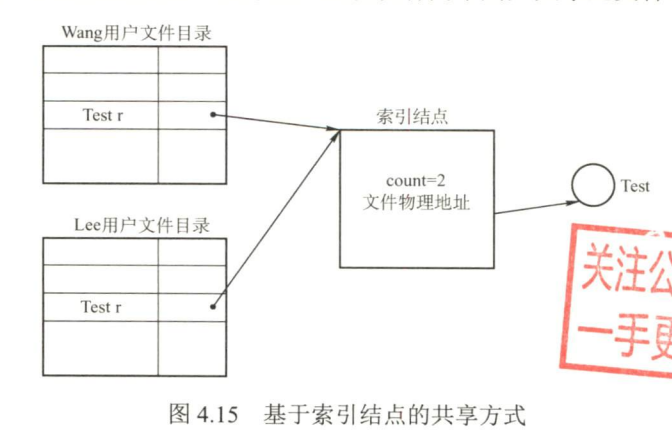 Wang用户文件目录
Test r
索引结点
count=2
文件物理地址
Test
Lee用户文件目录
Test r
关注公
一手更
图 4.15 基于索引结点的共享方式